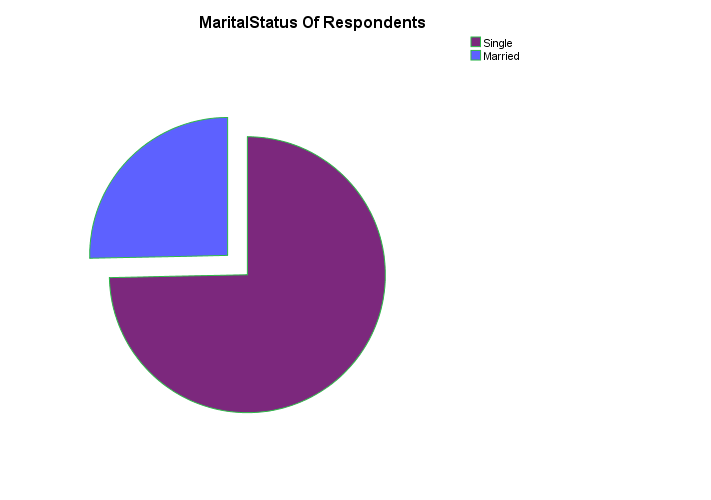 MaritalStatus Of Respondents
Single
Married